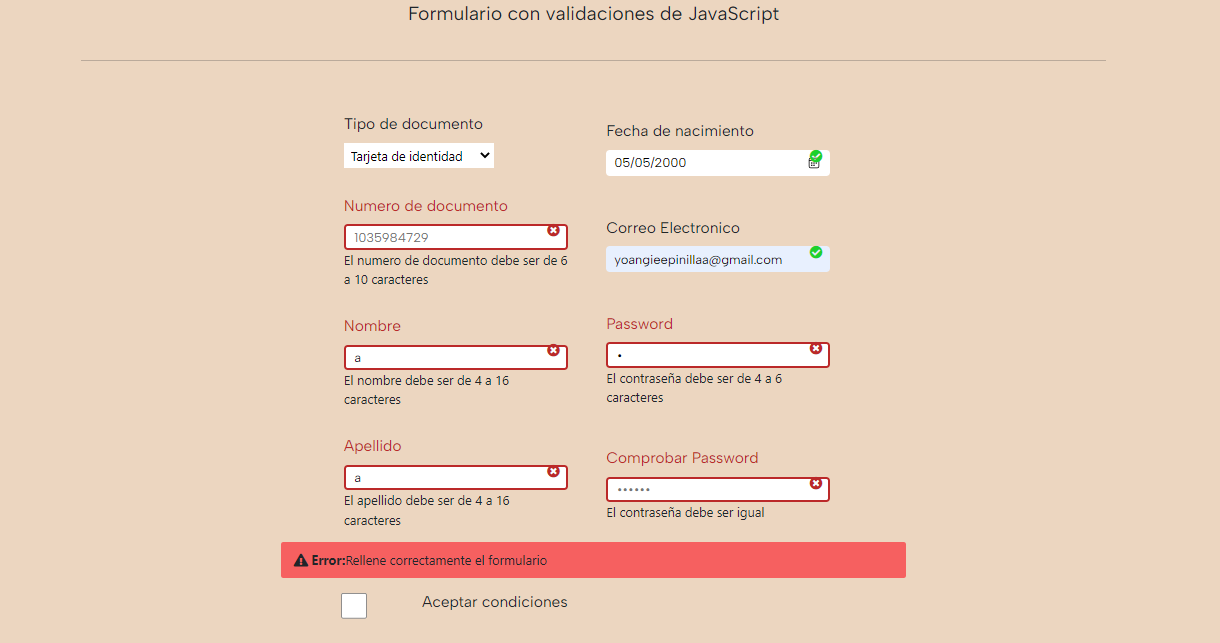 Formulario con validaciones de JavaScript
Tipo de documento
Tarjeta de identidad
Numero de documento
1035984729
El numero de documento debe ser de 6
a 10 caracteres
Nombre
a
El nombre debe ser de 4 a 16
caracteres
Apellido
a
El apellido debe ser de 4 a 16
caracteres
Fecha de nacimiento
05/05/2000
Correo Electronico
yoangieepinillaa@gmail.com
Password
•
El contraseña debe ser de 4 a 6
caracteres
Comprobar Password
••••••
El contraseña debe ser igual
Error:Rellene correctamente el formulario
Aceptar condiciones